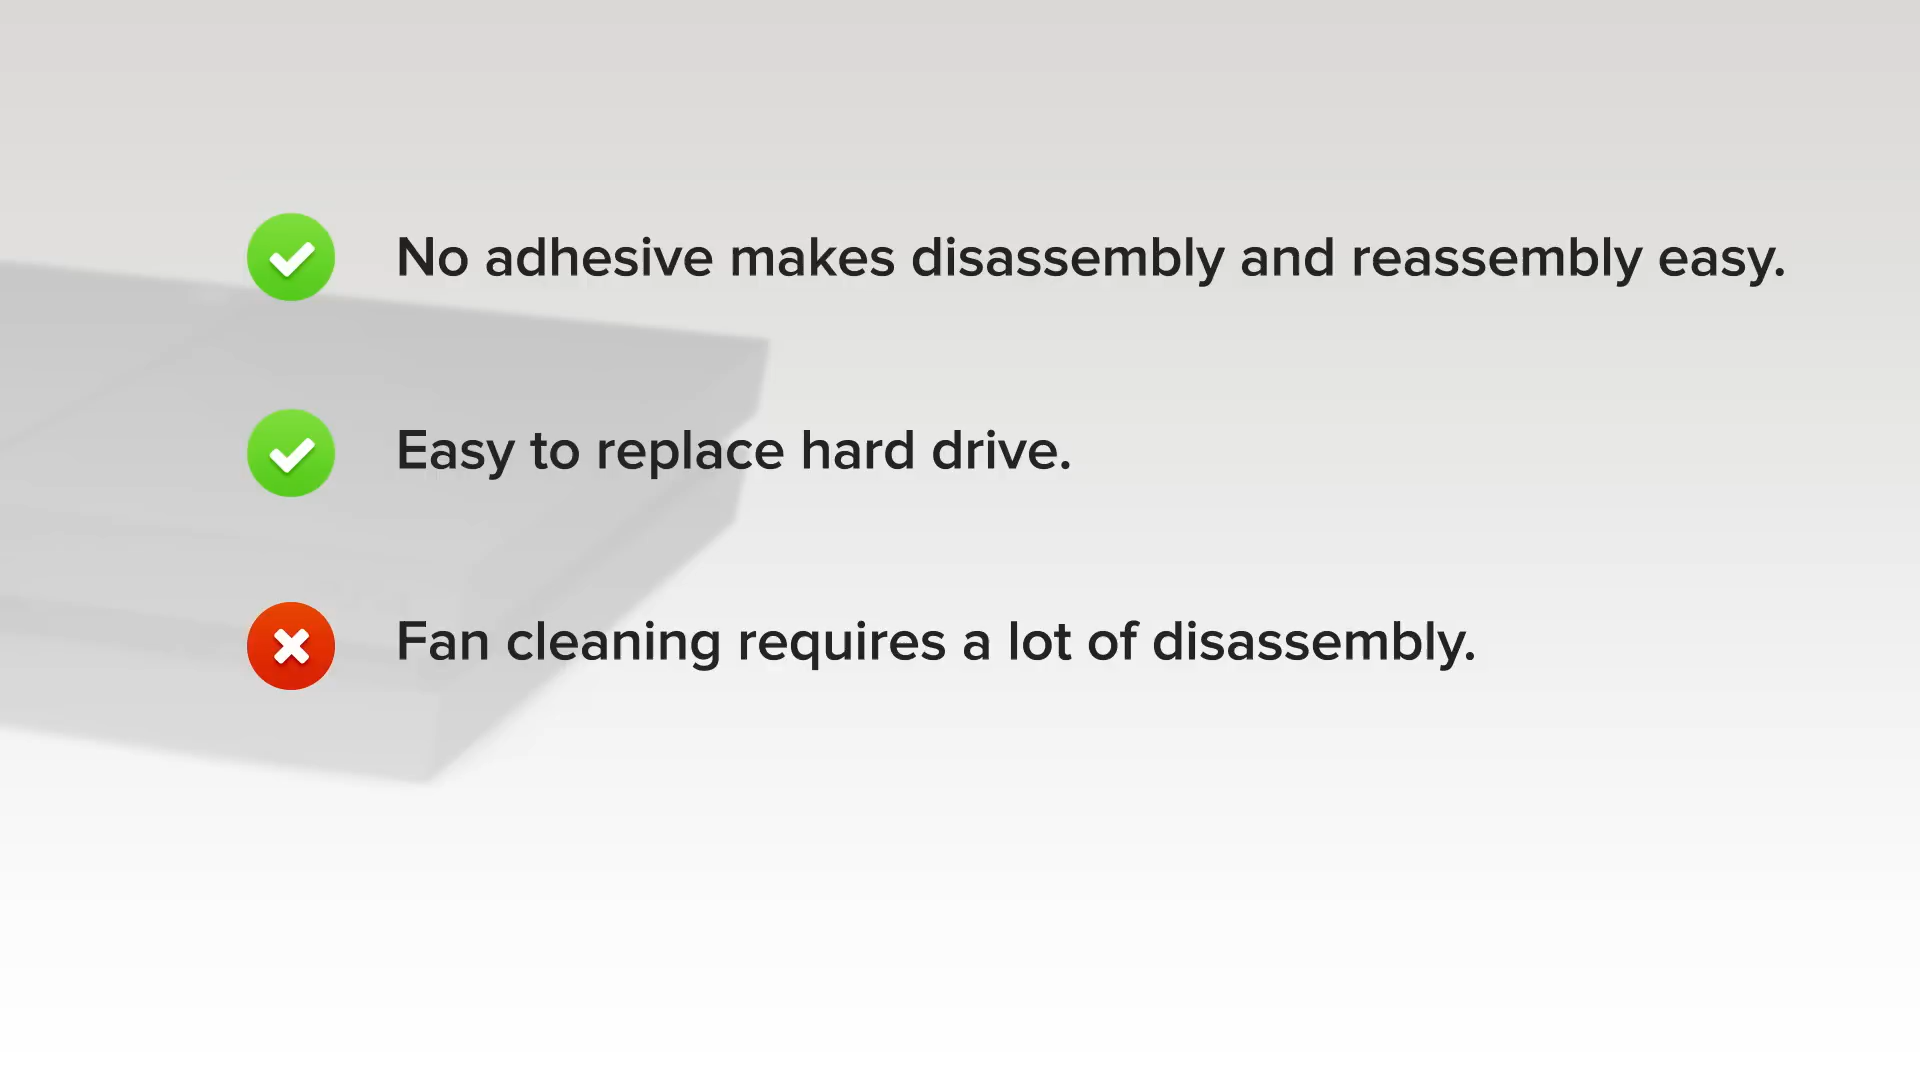 No adhesive makes disassembly and reassembly easy.
Easy to replace hard drive.
Fan cleaning requires a lot of disassembly.